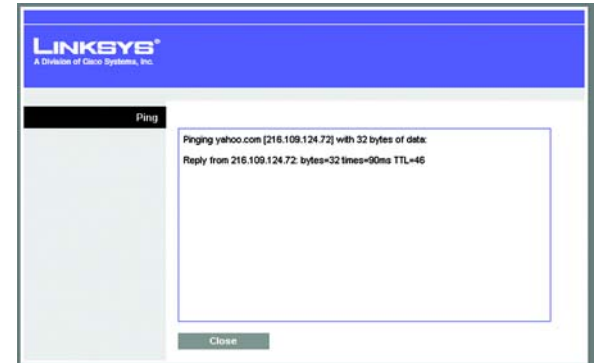 LINKSYS®
A Division of Cisco Systems, Inc.
Ping
Pinging yahoo.com [216.109.124.72] with 32 bytes of data:
Reply from 216.109.124.72: bytes=32 times=90ms TTL=46
Close